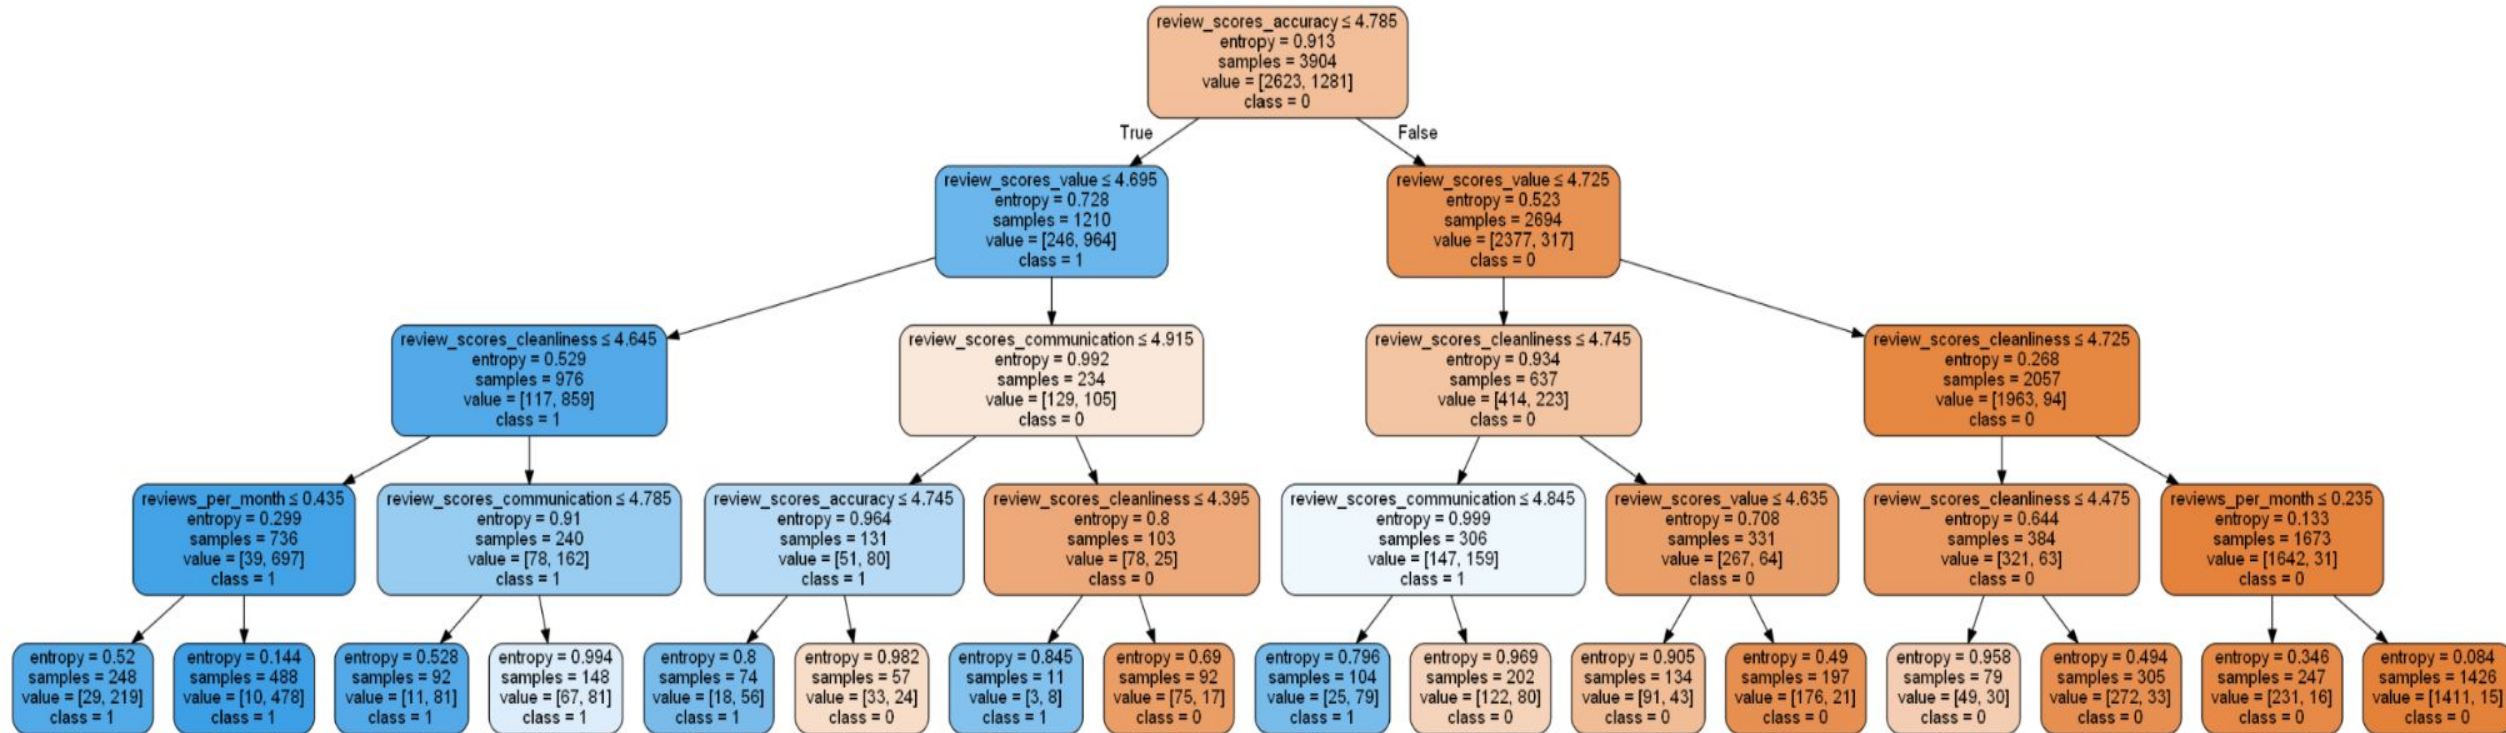 review_scores_accuracy ≤ 4.785
entropy = 0.913
samples = 3904
value = [2623, 1281]
class = 0
True
False
review_scores_value ≤ 4.695
entropy = 0.728
samples = 1210
value = [246, 964]
class = 1
review_scores_value ≤ 4.725
entropy = 0.523
samples = 2694
value = [2377, 317]
class = 0
review_scores_cleanliness ≤ 4.645
entropy = 0.529
samples = 976
value = [117, 859]
class = 1
review_scores_communication ≤ 4.915
entropy = 0.992
samples = 234
value = [129, 105]
class = 0
review_scores_cleanliness ≤ 4.745
entropy = 0.934
samples = 637
value = [414, 223]
class = 0
review_scores_cleanliness ≤ 4.725
entropy = 0.268
samples = 2057
value = [1963, 94]
class = 0
reviews_per_month ≤ 0.435
entropy = 0.299
samples = 736
value = [39, 697]
class = 1
review_scores_communication ≤ 4.785
entropy = 0.91
samples = 240
value = [78, 162]
class = 1
review_scores_accuracy ≤ 4.745
entropy = 0.964
samples = 131
value = [51, 80]
class = 1
review_scores_cleanliness ≤ 4.395
entropy = 0.8
samples = 103
value = [78, 25]
class = 0
review_scores_communication ≤ 4.845
entropy = 0.999
samples = 306
value = [147, 159]
class = 1
review_scores_value ≤ 4.635
entropy = 0.708
samples = 331
value = [267, 64]
class = 0
review_scores_cleanliness ≤ 4.475
entropy = 0.644
samples = 384
value = [321, 63]
class = 0
reviews_per_month ≤ 0.235
entropy = 0.133
samples = 1673
value = [1642, 31]
class = 0
entropy = 0.52
samples = 248
value = [29, 219]
class = 1
entropy = 0.144
samples = 488
value = [10, 478]
class = 1
entropy = 0.528
samples = 92
value = [11, 81]
class = 1
entropy = 0.994
samples = 148
value = [67, 81]
class = 1
entropy = 0.8
samples = 74
value = [18, 56]
class = 1
entropy = 0.982
samples = 57
value = [33, 24]
class = 0
entropy = 0.845
samples = 11
value = [3, 8]
class = 1
entropy = 0.69
samples = 92
value = [75, 17]
class = 0
entropy = 0.796
samples = 104
value = [25, 79]
class = 1
entropy = 0.969
samples = 202
value = [122, 80]
class = 0
entropy = 0.905
samples = 134
value = [91, 43]
class = 0
entropy = 0.49
samples = 197
value = [176, 21]
class = 0
entropy = 0.958
samples = 79
value = [49, 30]
class = 0
entropy = 0.494
samples = 305
value = [272, 33]
class = 0
entropy = 0.346
samples = 247
value = [231, 16]
class = 0
entropy = 0.084
samples = 1426
value = [1411, 15]
class = 0